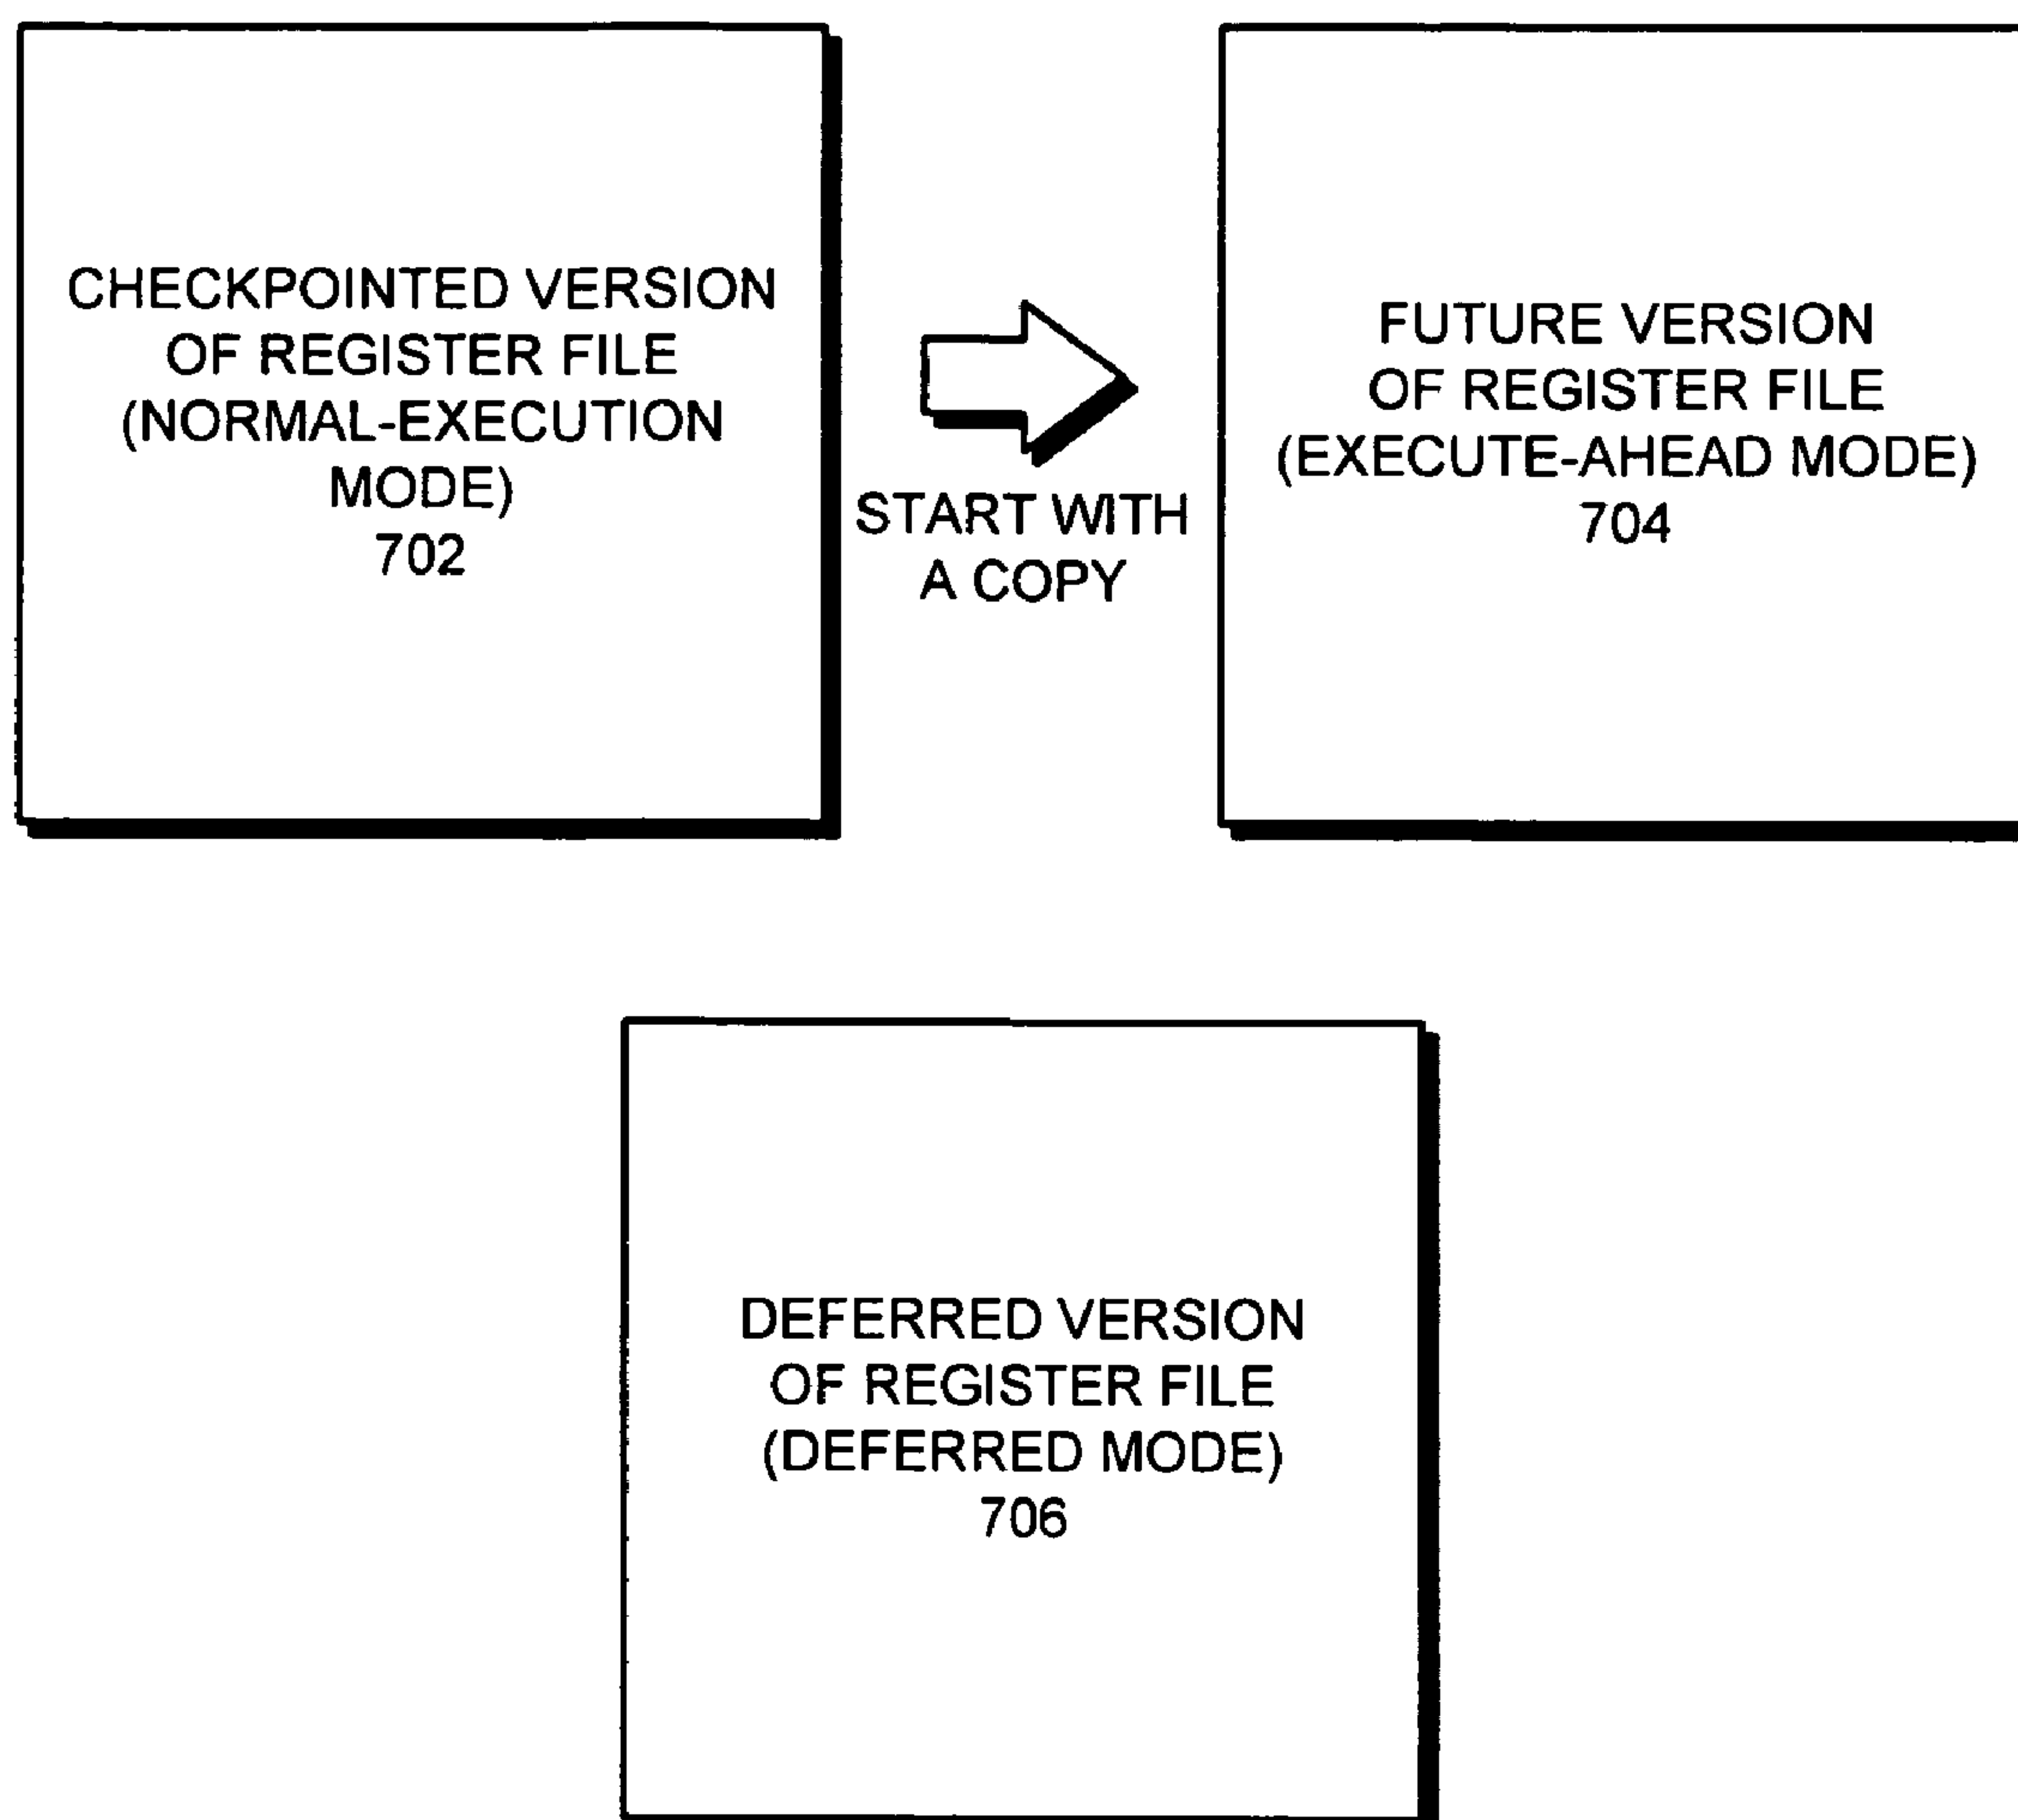 CHECKPOINTED VERSION
OF REGISTER FILE
(NORMAL-EXECUTION
MODE)
702
START WITH
A COPY
FUTURE VERSION
OF REGISTER FILE
(EXECUTE-AHEAD MODE)
704
DEFERRED VERSION
OF REGISTER FILE
(DEFERRED MODE)
706